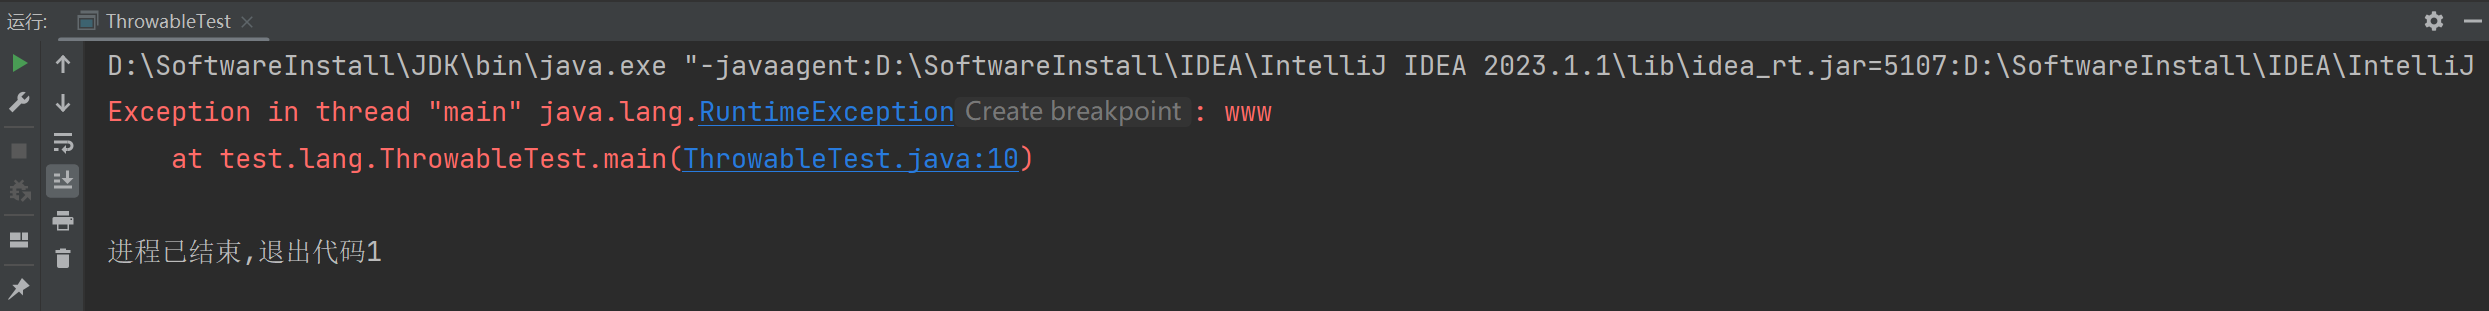 运行: ThrowableTest
D:\SoftwareInstall\JDK\bin\java.exe "-javaagent:D:\SoftwareInstall\IDEA\IntelliJ IDEA 2023.1.1\lib\idea_rt.jar=5107:D:\SoftwareInstall\IDEA\IntelliJ
Exception in thread "main" java.lang.RuntimeException Create breakpoint : www
at test.lang.ThrowableTest.main(ThrowableTest.java:10)
进程已结束,退出代码1